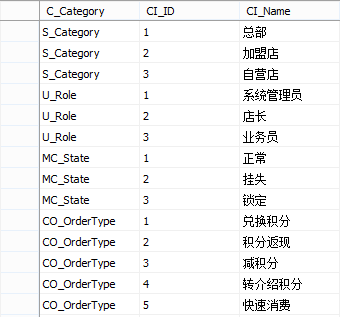 C_Category CI_ID CI_Name
S_Category 1 总部
S_Category 2 加盟店
S_Category 3 自营店
U_Role 1 系统管理员
U_Role 2 店长
U_Role 3 业务员
MC_State 1 正常
MC_State 2 挂失
MC_State 3 锁定
CO_OrderType 1 兑换积分
CO_OrderType 2 积分返现
CO_OrderType 3 减积分
CO_OrderType 4 转介绍积分
CO_OrderType 5 快速消费